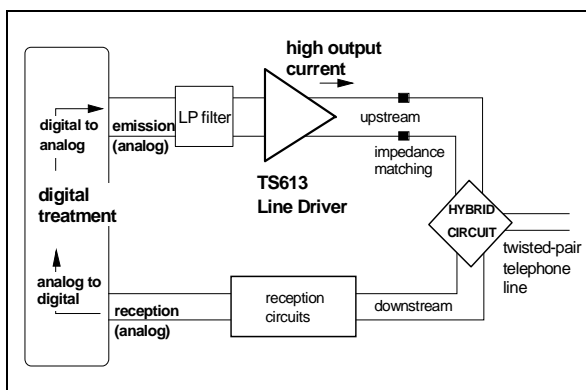 high output
current
digital to
analog
emission
(analog)
LP filter
upstream
impedance
matching
TS613
Line Driver
digital
treatment
HYBRID
CIRCUIT
twisted-pair
telephone
line
analog to
digital
reception
(analog)
reception
circuits
downstream